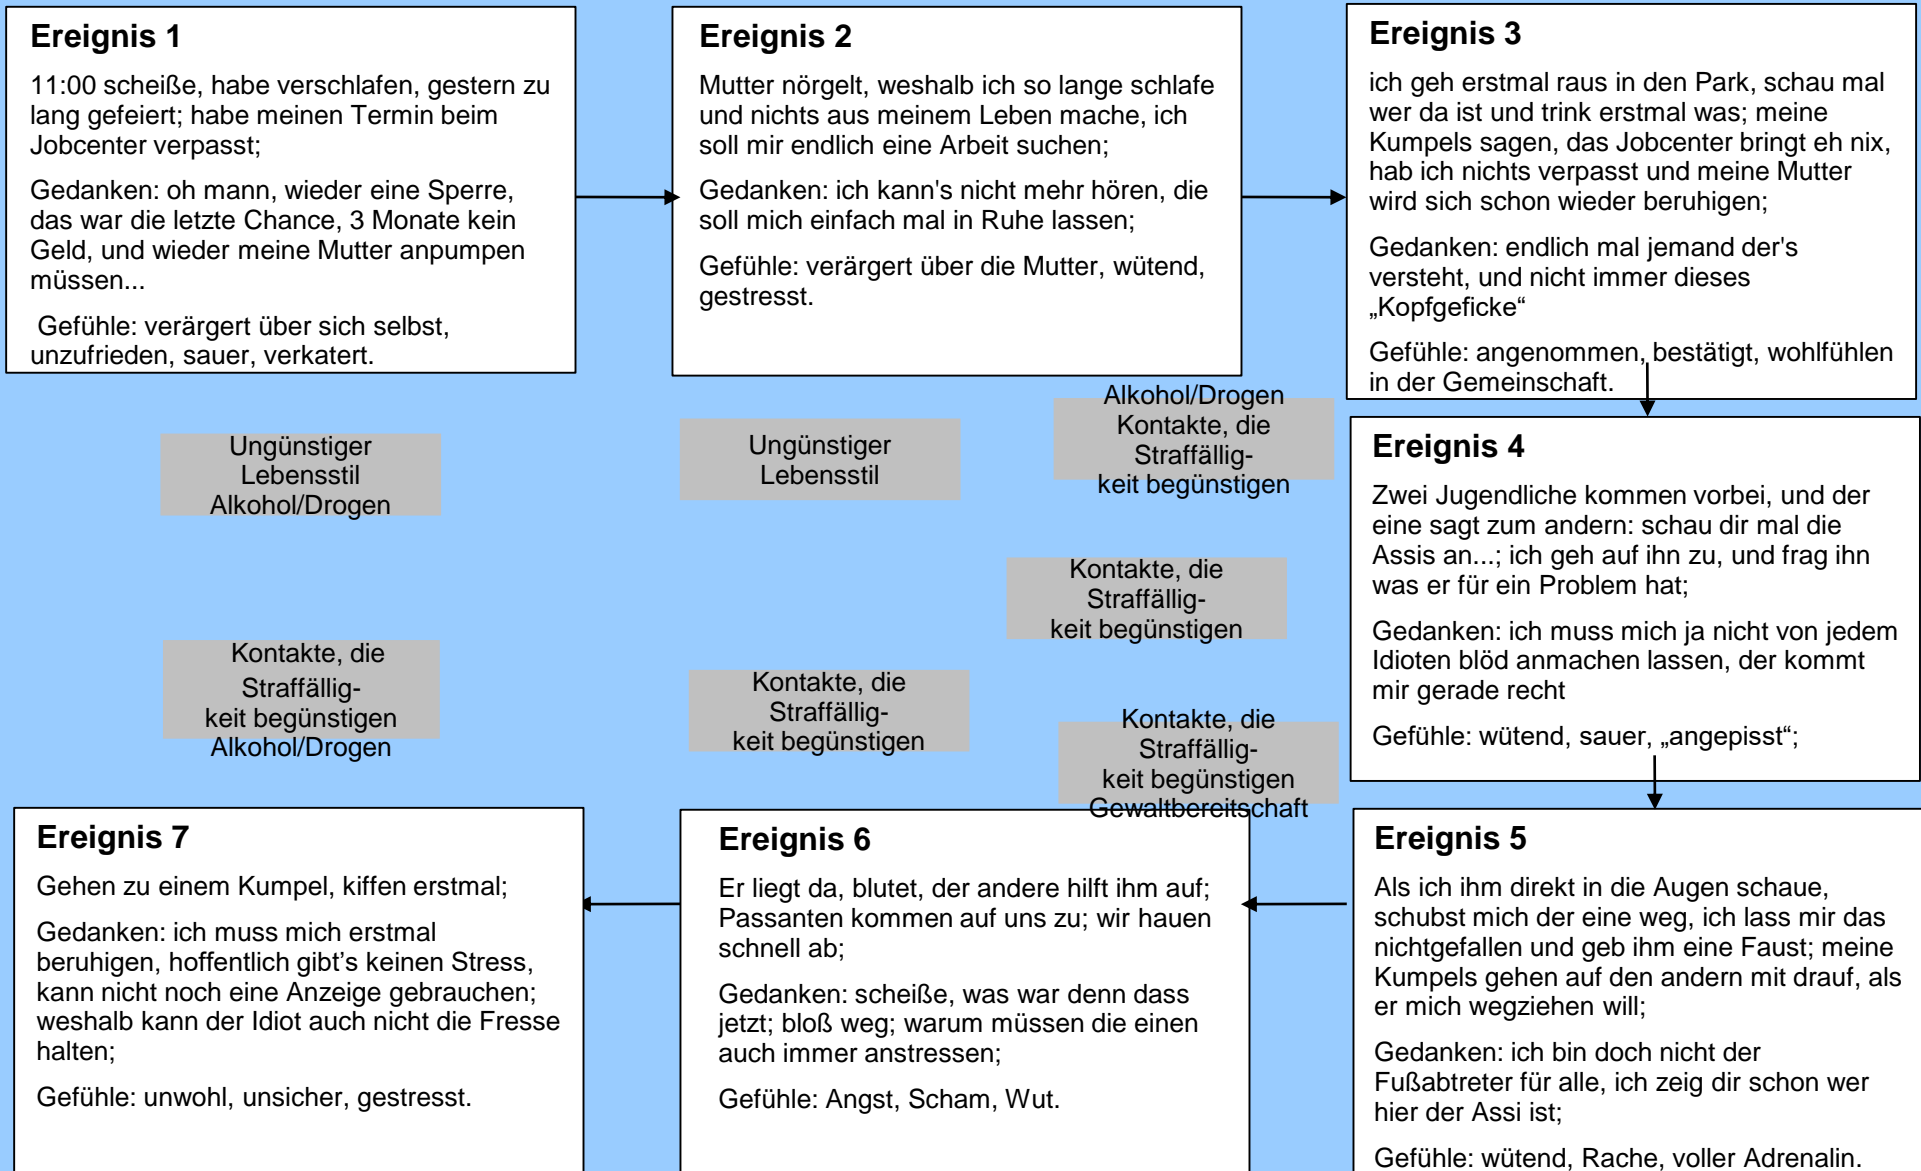 Ereignis 1
11:00 scheiße, habe verschlafen, gestern zu
lang gefeiert; habe meinen Termin beim
Jobcenter verpasst;
Gedanken: oh mann, wieder eine Sperre,
das war die letzte Chance, 3 Monate kein
Geld, und wieder meine Mutter anpumpen
müssen...
Gefühle: verärgert über sich selbst,
unzufrieden, sauer, verkatert.
Ereignis 2
Mutter nörgelt, weshalb ich so lange schlafe
und nichts aus meinem Leben mache, ich
soll mir endlich eine Arbeit suchen;
Gedanken: ich kann's nicht mehr hören, die
soll mich einfach mal in Ruhe lassen;
Gefühle: verärgert über die Mutter, wütend,
gestresst.
Ereignis 3
ich geh erstmal raus in den Park, schau mal
wer da ist und trink erstmal was; meine
Kumpels sagen, das Jobcenter bringt eh nix,
hab ich nichts verpasst und meine Mutter
wird sich schon wieder beruhigen;
Gedanken: endlich mal jemand der's
versteht, und nicht immer dieses
„Kopfgeficke“
Gefühle: angenommen, bestätigt, wohlfühlen
in der Gemeinschaft.
Ungünstiger
Lebensstil
Alkohol/Drogen
Ungünstiger
Lebensstil
Alkohol/Drogen
Kontakte, die
Straffällig-
keit begünstigen
Ereignis 4
Zwei Jugendliche kommen vorbei, und der
eine sagt zum andern: schau dir mal die
Assis an...; ich geh auf ihn zu, und frag ihn
was er für ein Problem hat;
Gedanken: ich muss mich ja nicht von jedem
Idioten blöd anmachen lassen, der kommt
mir gerade recht
Gefühle: wütend, sauer, „angepisst“;
Kontakte, die
Straffällig-
keit begünstigen
Kontakte, die
Straffällig-
keit begünstigen
Alkohol/Drogen
Kontakte, die
Straffällig-
keit begünstigen
Kontakte, die
Straffällig-
keit begünstigen
Gewaltbereitschaft
Ereignis 7
Gehen zu einem Kumpel, kiffen erstmal;
Gedanken: ich muss mich erstmal
beruhigen, hoffentlich gibt’s keinen Stress,
kann nicht noch eine Anzeige gebrauchen;
weshalb kann der Idiot auch nicht die Fresse
halten;
Gefühle: unwohl, unsicher, gestresst.
Ereignis 6
Er liegt da, blutet, der andere hilft ihm auf;
Passanten kommen auf uns zu; wir hauen
schnell ab;
Gedanken: scheiße, was war denn dass
jetzt; bloß weg; warum müssen die einen
auch immer anstressen;
Gefühle: Angst, Scham, Wut.
Ereignis 5
Als ich ihm direkt in die Augen schaue,
schubst mich der eine weg, ich lass mir das
nichtgefallen und geb ihm eine Faust; meine
Kumpels gehen auf den andern mit drauf, als
er mich wegziehen will;
Gedanken: ich bin doch nicht der
Fußabtreter für alle, ich zeig dir schon wer
hier der Assi ist;
Gefühle: wütend, Rache, voller Adrenalin.